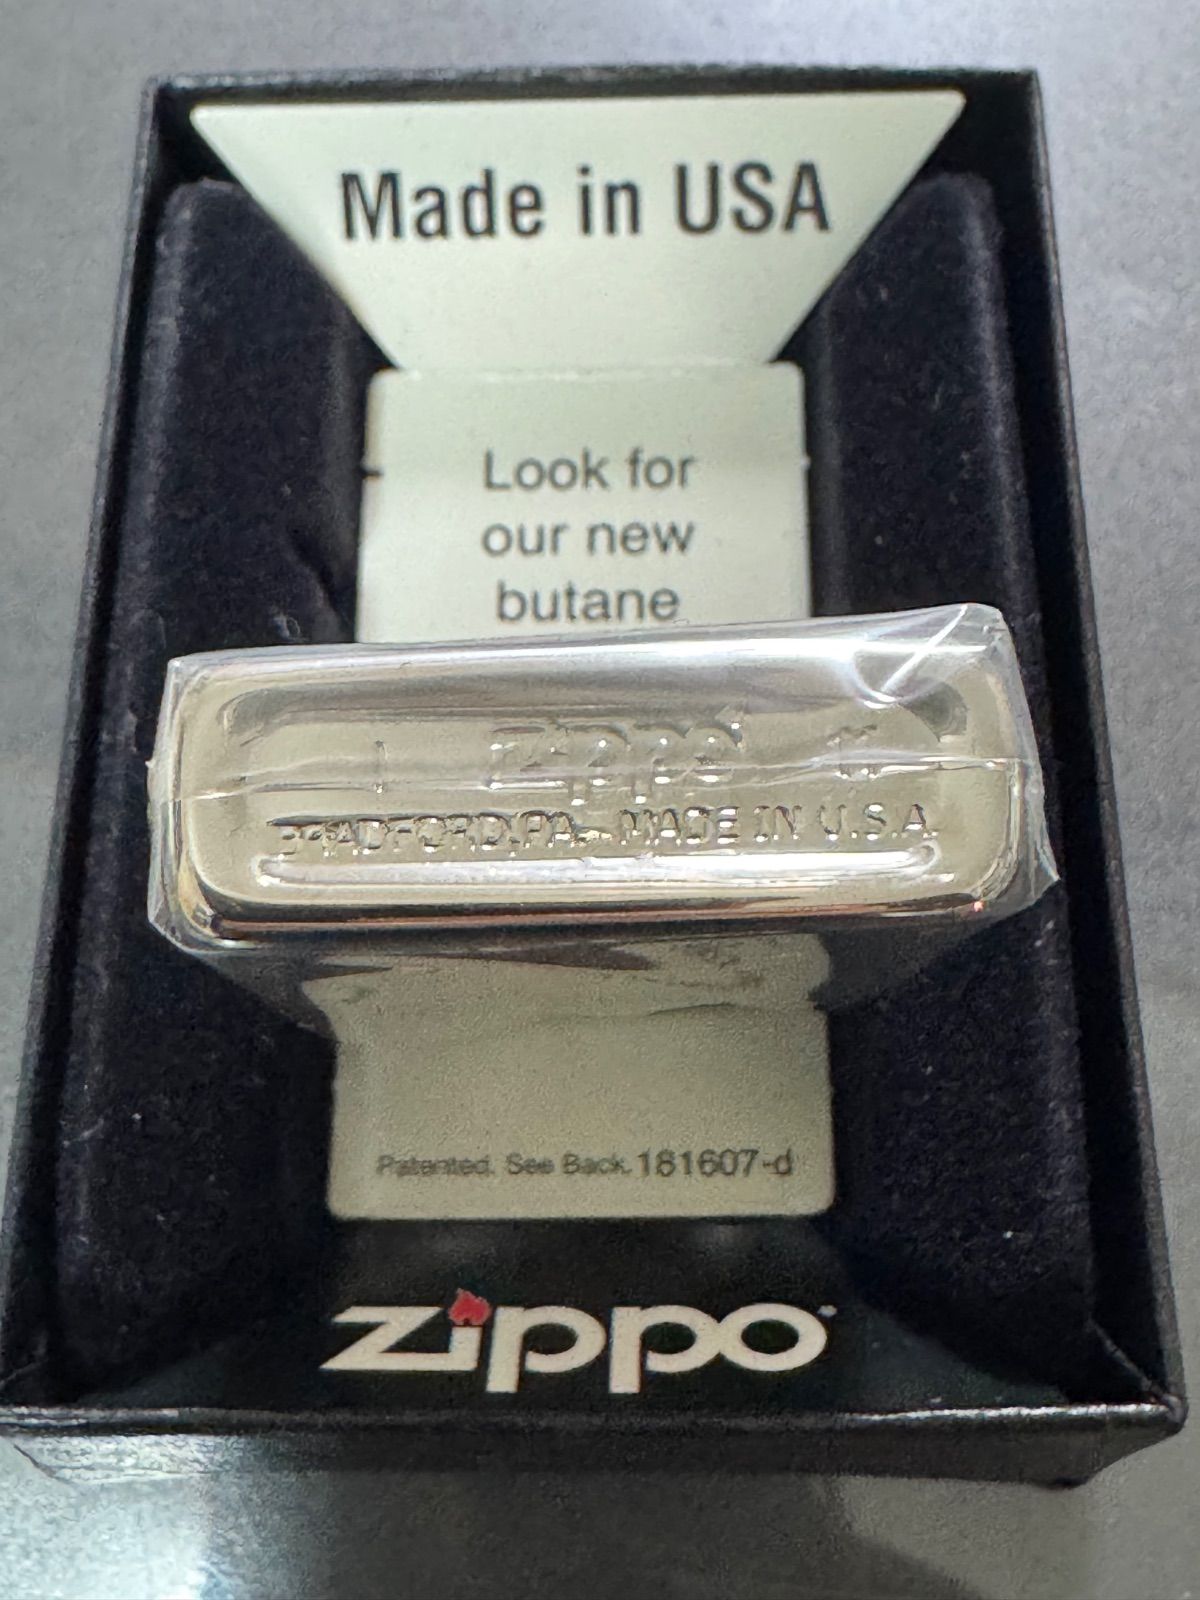 Made in USA
Look for
our new
butane
zippo
BRADFORD, PA. MADE IN U.S.A.
Patented. See Back. 181607-d
zippo